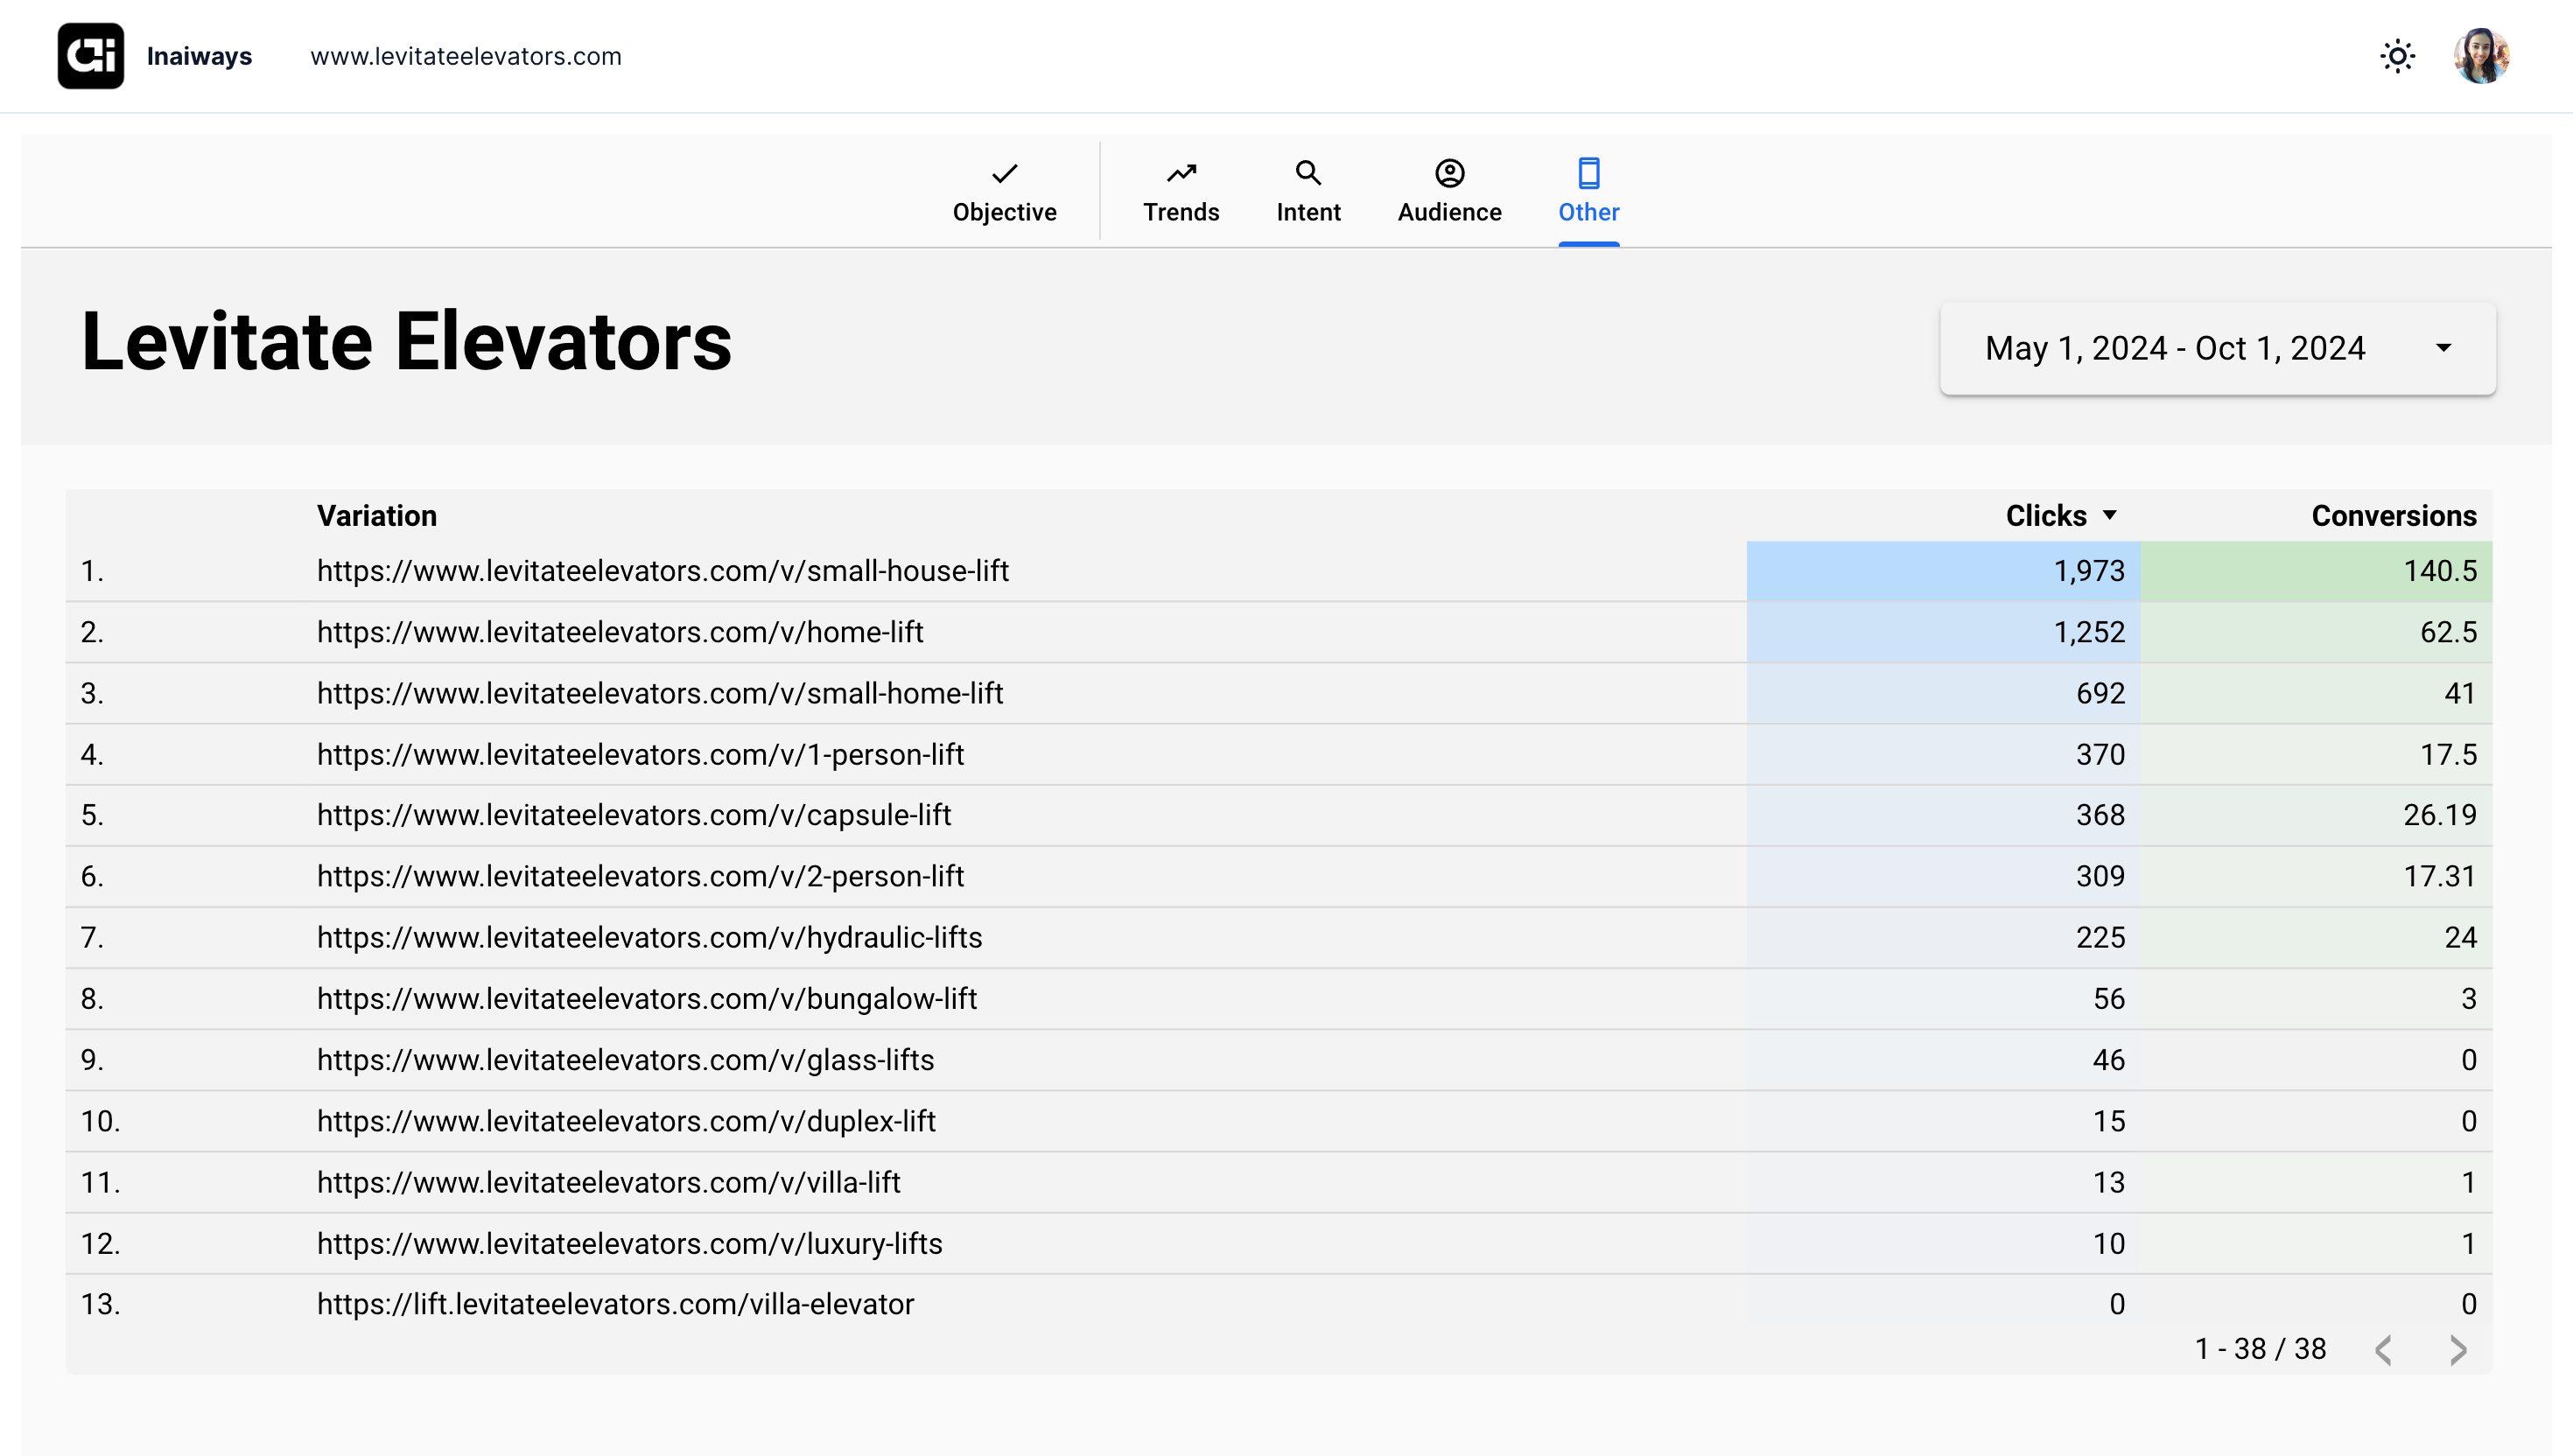 Inaiways www.levitateelevators.com
Objective Trends Intent Audience Other
Levitate Elevators
May 1, 2024 - Oct 1, 2024
Variation Clicks Conversions
1. https://www.levitateelevators.com/v/small-house-lift 1,973 140.5
2. https://www.levitateelevators.com/v/home-lift 1,252 62.5
3. https://www.levitateelevators.com/v/small-home-lift 692 41
4. https://www.levitateelevators.com/v/1-person-lift 370 17.5
5. https://www.levitateelevators.com/v/capsule-lift 368 26.19
6. https://www.levitateelevators.com/v/2-person-lift 309 17.31
7. https://www.levitateelevators.com/v/hydraulic-lifts 225 24
8. https://www.levitateelevators.com/v/bungalow-lift 56 3
9. https://www.levitateelevators.com/v/glass-lifts 46 0
10. https://www.levitateelevators.com/v/duplex-lift 15 0
11. https://www.levitateelevators.com/v/villa-lift 13 1
12. https://www.levitateelevators.com/v/luxury-lifts 10 1
13. https://lift.levitateelevators.com/villa-elevator 0 0
1 - 38 / 38